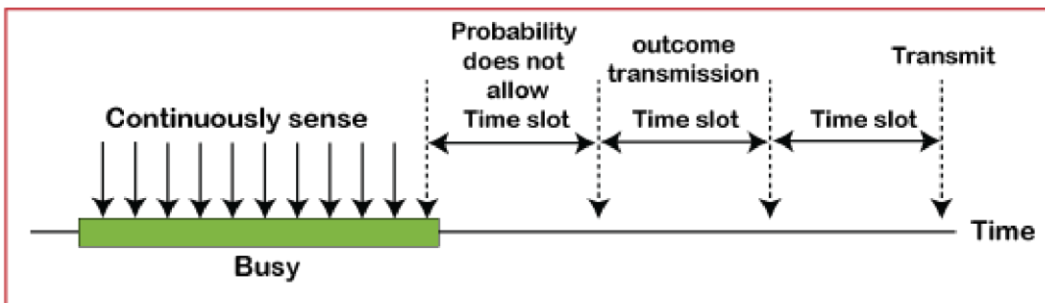 Probability
does not
allow
outcome
transmission
Transmit
Continuously sense
Time slot
Time slot
Time slot
Time
Busy